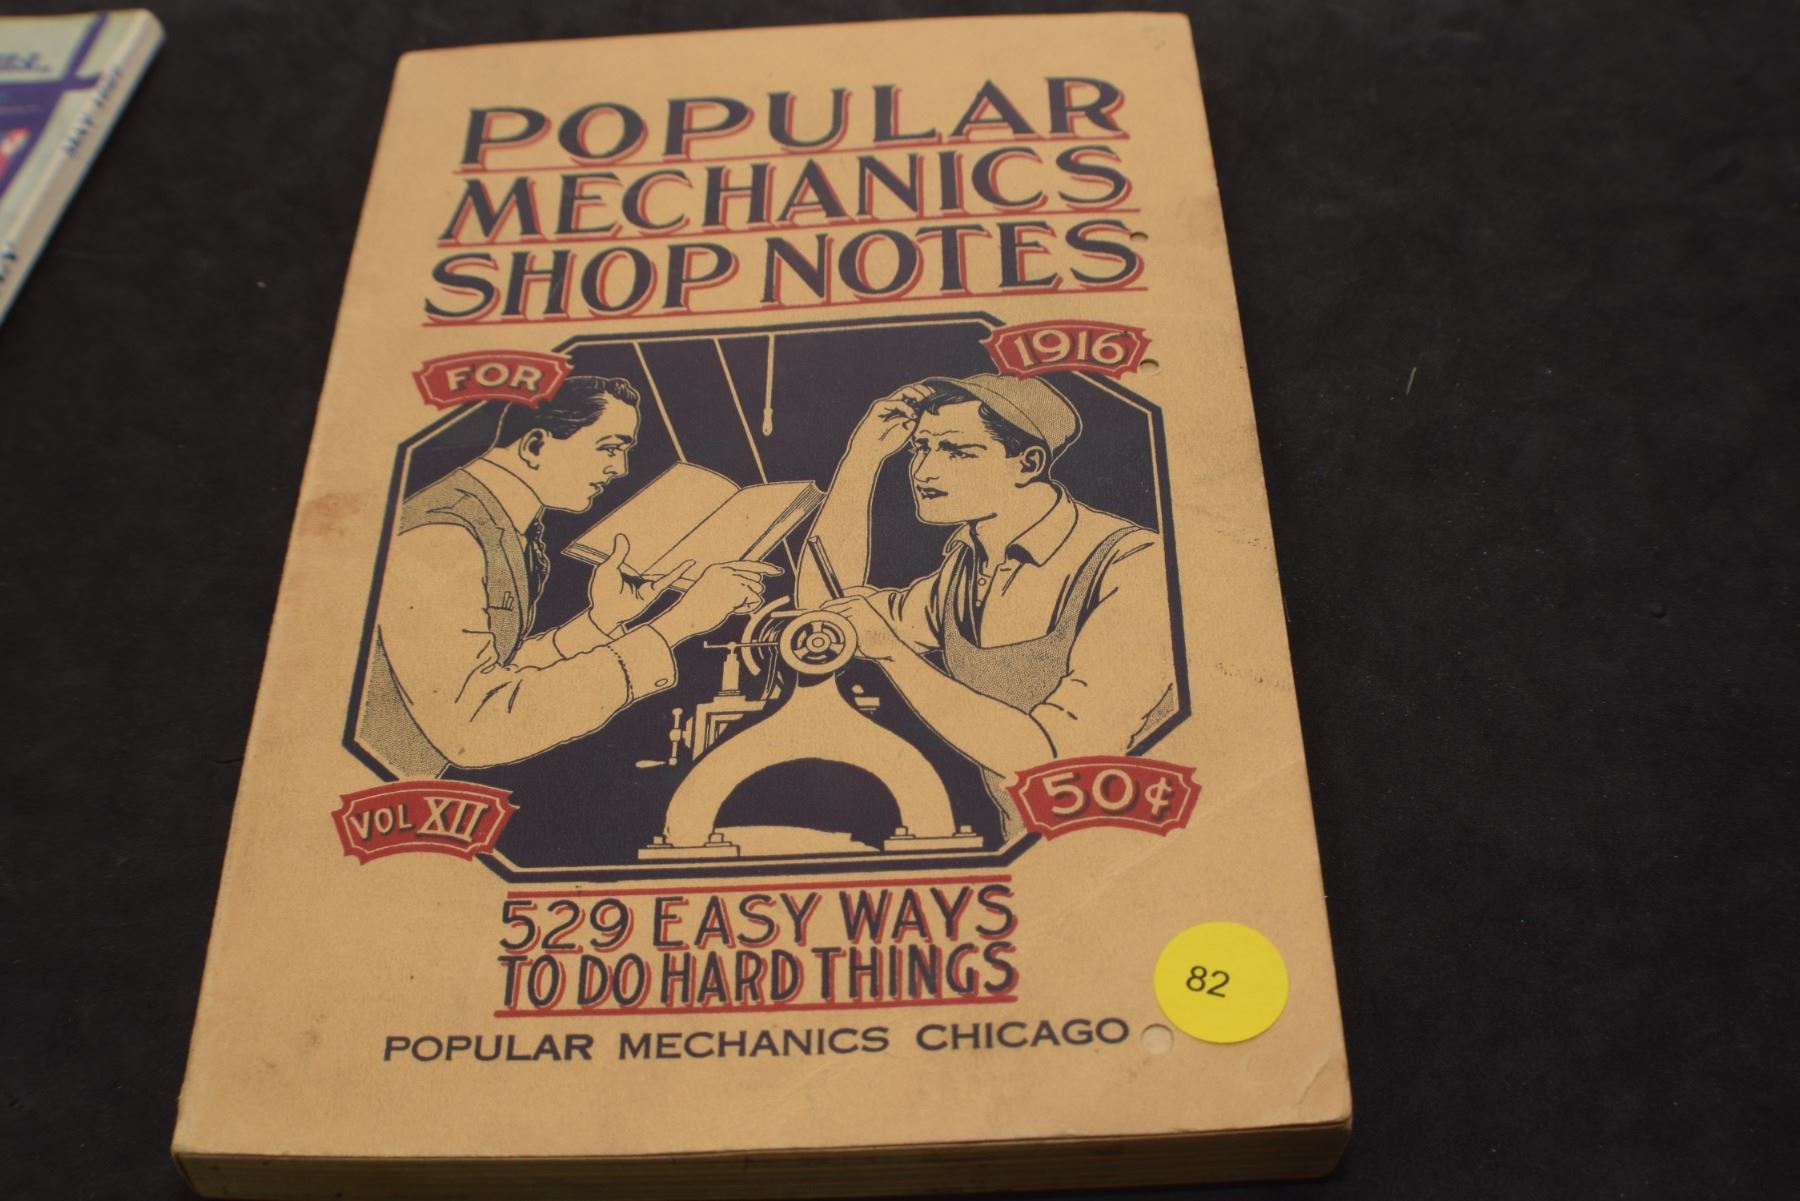 POPULAR
MECHANICS
SHOP NOTES
FOR
1916
VOL XII
50¢
529 EASY WAYS
TO DO HARD THINGS
82
POPULAR MECHANICS CHICAGO